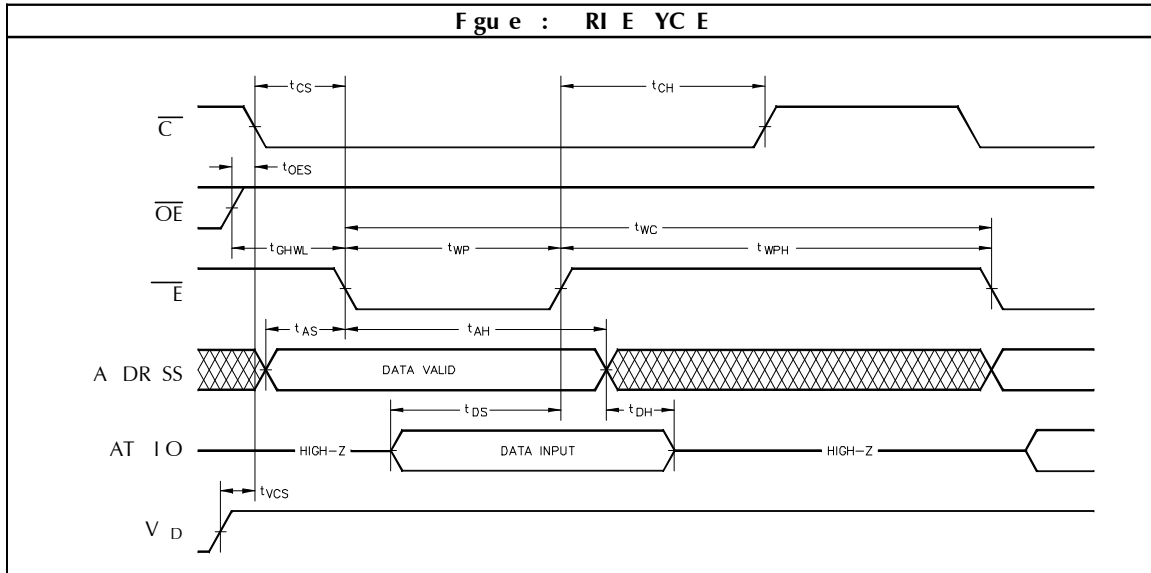 F gu e : RI E YC E
tCS
tCH
C
tOES
OE
tWC
tGHWL tWP tWPH
E
tAS tAH
A DR SS DATA VALID
tDS tDH
AT IO HIGH-Z DATA INPUT HIGH-Z
tVCS
V D